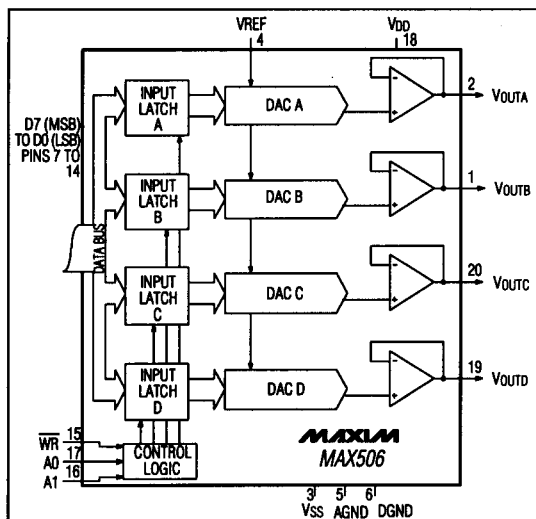 VREF
4
VDD
18
D7 (MSB)
TO D0 (LSB)
PINS 7 TO
14
DATA BUS
INPUT
LATCH
A
DAC A
2
VOUTA
INPUT
LATCH
B
DAC B
1
VOUTB
INPUT
LATCH
C
DAC C
20
VOUTC
INPUT
LATCH
D
DAC D
19
VOUTD
WR 15
A0 17
A1 16
CONTROL
LOGIC
MAXIM
MAX506
3 5 6
VSS AGND DGND